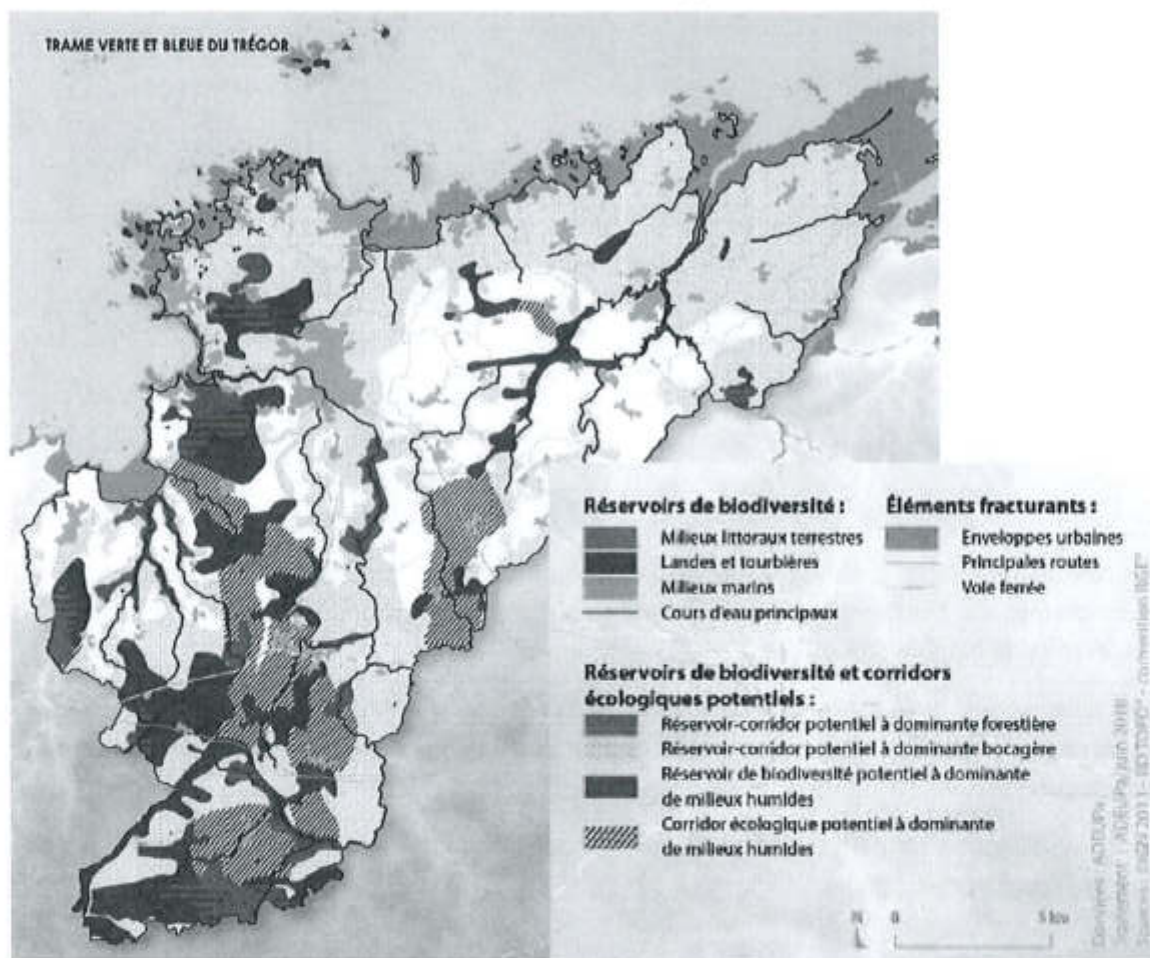 TRAME VERTE ET BLEUE DU TRÉGOR
Réservoirs de biodiversité :
Milieux littoraux terrestres
Landes et tourbières
Milieux marins
Cours d'eau principaux
Éléments fracturants :
Enveloppes urbaines
Principales routes
Voie ferrée
Réservoirs de biodiversité et corridors
écologiques potentiels :
Réservoir-corridor potentiel à dominante forestière
Réservoir-corridor potentiel à dominante bocagère
Réservoir de biodiversité potentiel à dominante
de milieux humides
Corridor écologique potentiel à dominante
de milieux humides
N 0 5 km